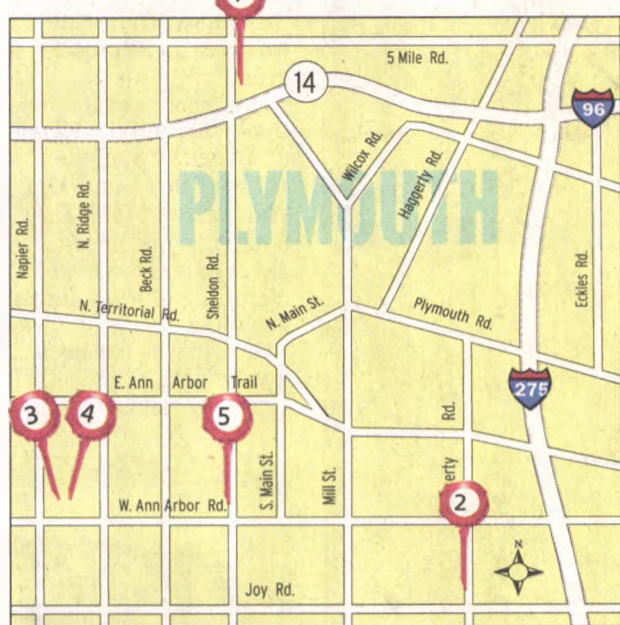 5 Mile Rd.
14
96
Wilcox Rd.
Haggerty Rd.
PLYMOUTH
Napier Rd.
N. Ridge Rd.
Beck Rd.
Sheldon Rd.
Eckles Rd.
N. Territorial Rd.
N. Main St.
Plymouth Rd.
E. Ann Arbor Trail
275
3
4
5
Rd.
erty
2
S. Main St.
Mill St.
W. Ann Arbor Rd.
N
Joy Rd.